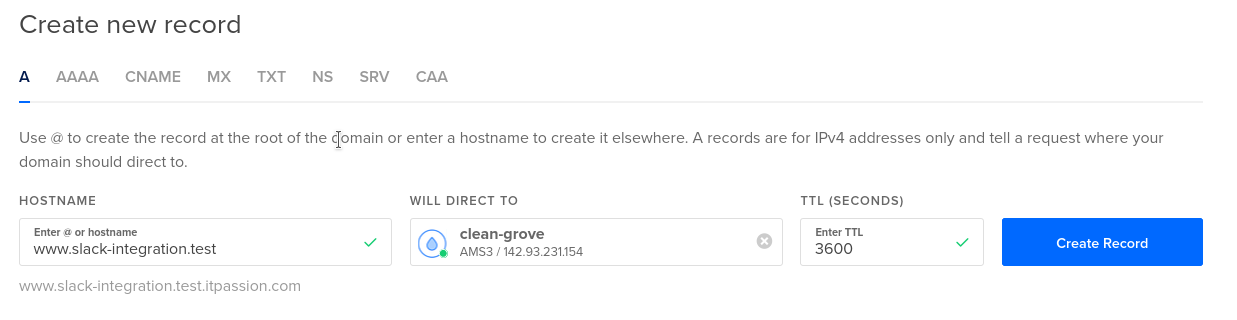 Create new record
A AAAA CNAME MX TXT NS SRV CAA
Use @ to create the record at the root of the domain or enter a hostname to create it elsewhere. A records are for IPv4 addresses only and tell a request where your
domain should direct to.
HOSTNAME WILL DIRECT TO TTL (SECONDS)
Enter @ or hostname
www.slack-integration.test
clean-grove
AMS3 / 142.93.231.154
Enter TTL
3600
Create Record
www.slack-integration.test.itpassion.com